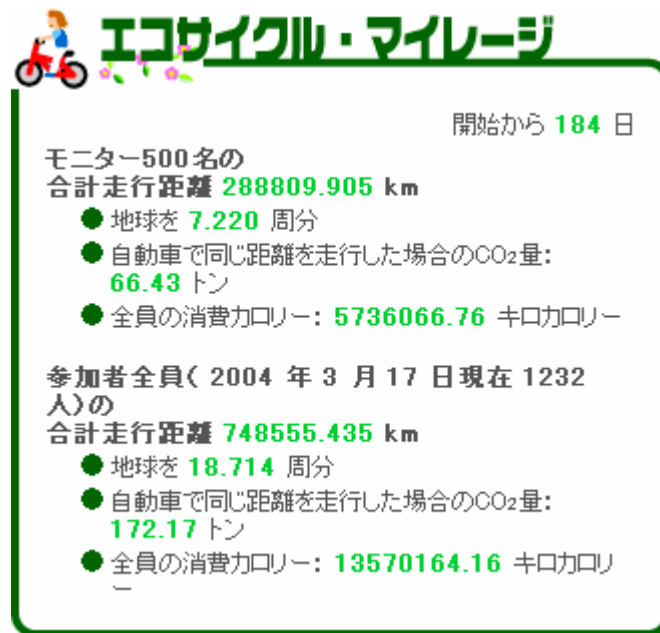 エコサイクル・マイレージ
開始から 184 日
モニター500名の
合計走行距離 288809.905 km
● 地球を 7.220 周分
● 自動車で同じ距離を走行した場合のCO₂量:
66.43 トン
● 全員の消費カロリー: 5736066.76 キロカロリー
参加者全員( 2004 年 3 月 17 日現在 1232
人)の
合計走行距離 748555.435 km
● 地球を 18.714 周分
● 自動車で同じ距離を走行した場合のCO₂量:
172.17 トン
● 全員の消費カロリー: 13570164.16 キロカロリ
ー